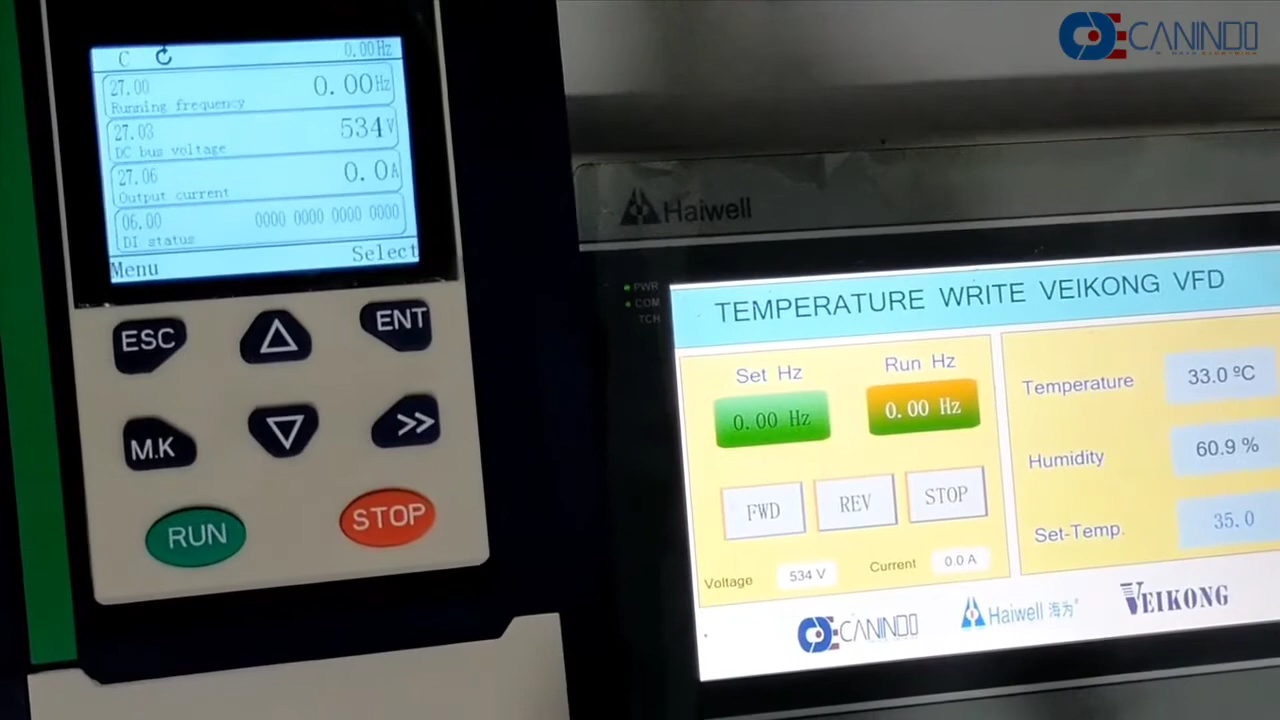 CANINDO
C 0.00Hz
27.00 0.00Hz
Running frequency
27.03 534V
DC bus voltage
27.06 0.0A
Output current
06.00 0000 0000 0000 0000
DI status
Menu Select
ESC ENT
M.K >>
RUN STOP
Haiwell
PWR
COM
TCH
TEMPERATURE WRITE VEIKONG VFD
Set Hz Run Hz
0.00 Hz 0.00 Hz
FWD REV STOP
Voltage 534 V Current 0.0 A
Temperature 33.0 ºC
Humidity 60.9 %
Set-Temp. 35.0
CANINDO Haiwell 海为® VEIKONG